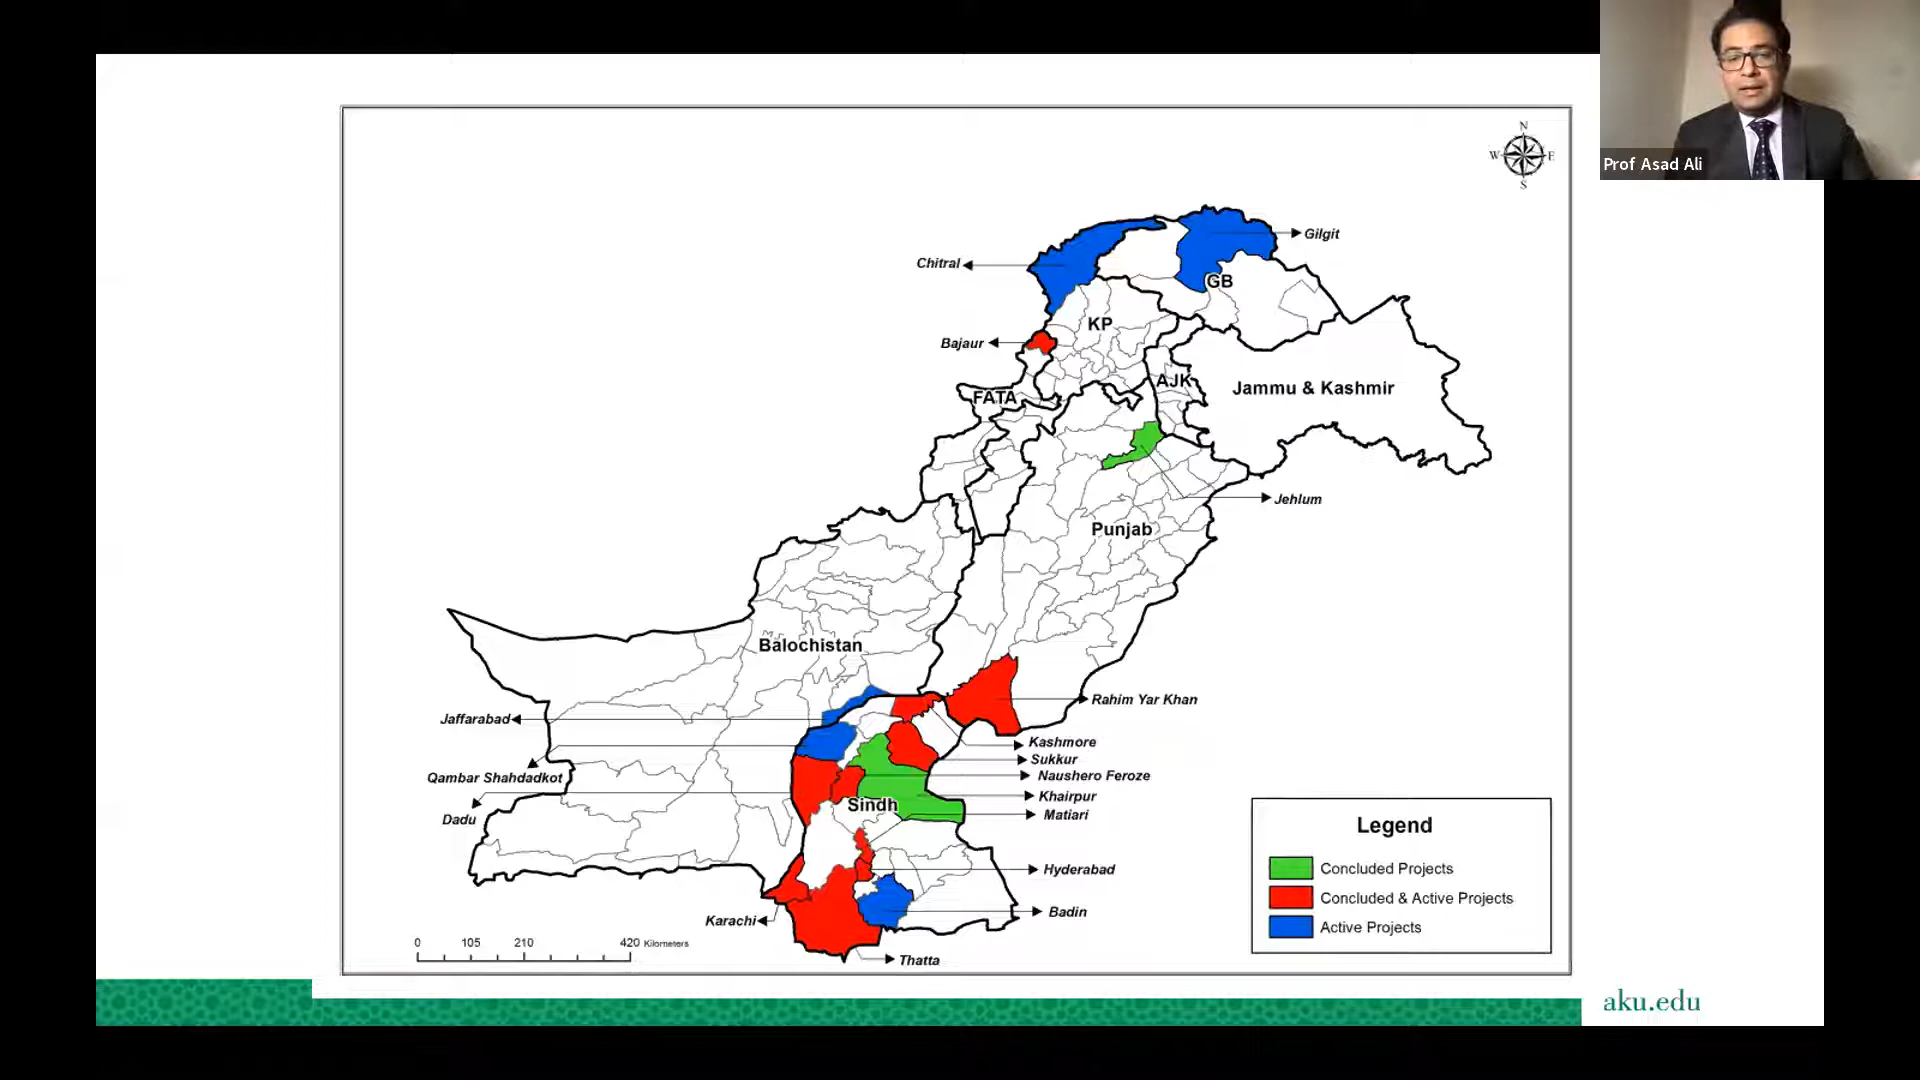 Prof Asad Ali
N
W E
S
Gilgit
Chitral
GB
KP
Bajaur
AJK
Jammu & Kashmir
FATA
Jehlum
Punjab
Balochistan
Rahim Yar Khan
Jaffarabad
Kashmore
Sukkur
Qambar Shahdadkot
Naushero Feroze
Khairpur
Sindh
Matiari
Dadu
Hyderabad
Badin
Karachi
Thatta
0 105 210 420 Kilometers
Legend
Concluded Projects
Concluded & Active Projects
Active Projects
aku.edu